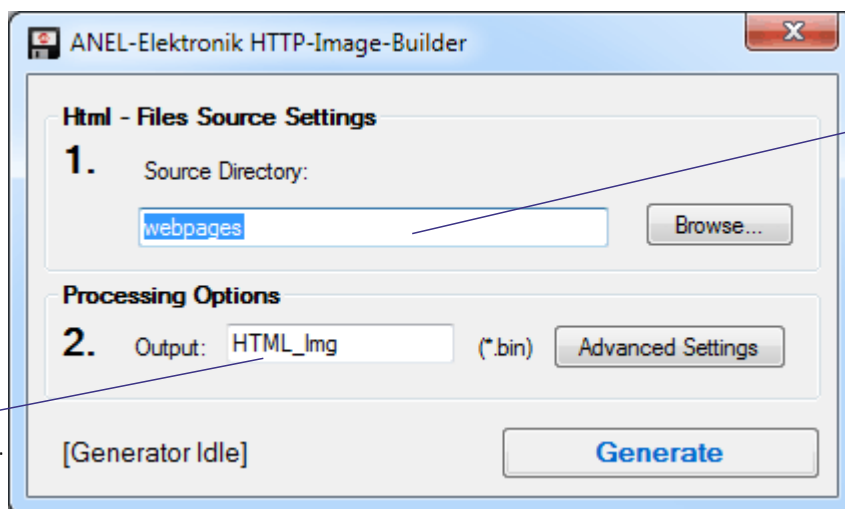 ANEL-Elektronik HTTP-Image-Builder
Html - Files Source Settings
1. Source Directory:
webpages Browse...
Processing Options
2. Output: HTML_Img (*.bin) Advanced Settings
[Generator Idle] Generate